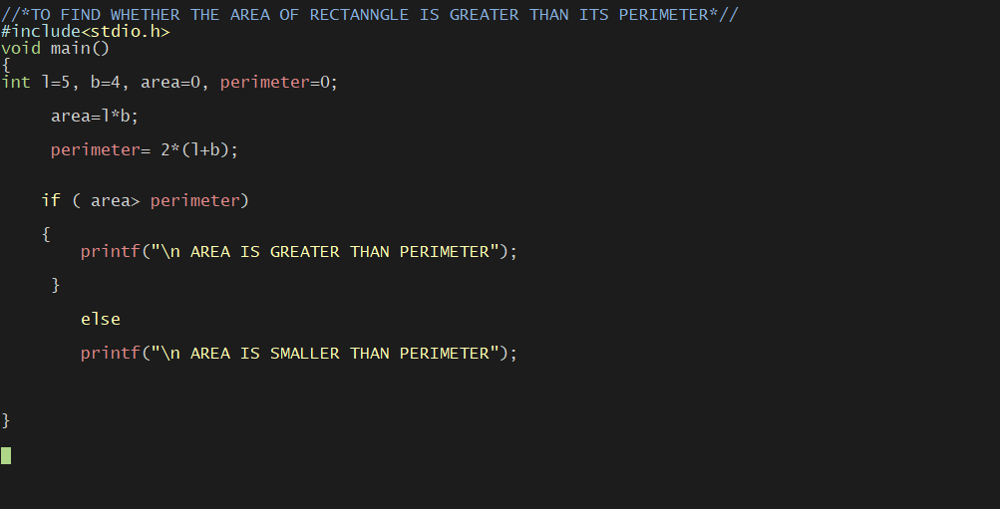 //*TO FIND WHETHER THE AREA OF RECTANNGLE IS GREATER THAN ITS PERIMETER*//
#include<stdio.h>
void main()
{
int l=5, b=4, area=0, perimeter=0;
area=l*b;
perimeter= 2*(l+b);
if ( area> perimeter)
{
printf("\n AREA IS GREATER THAN PERIMETER");
}
else
printf("\n AREA IS SMALLER THAN PERIMETER");
}